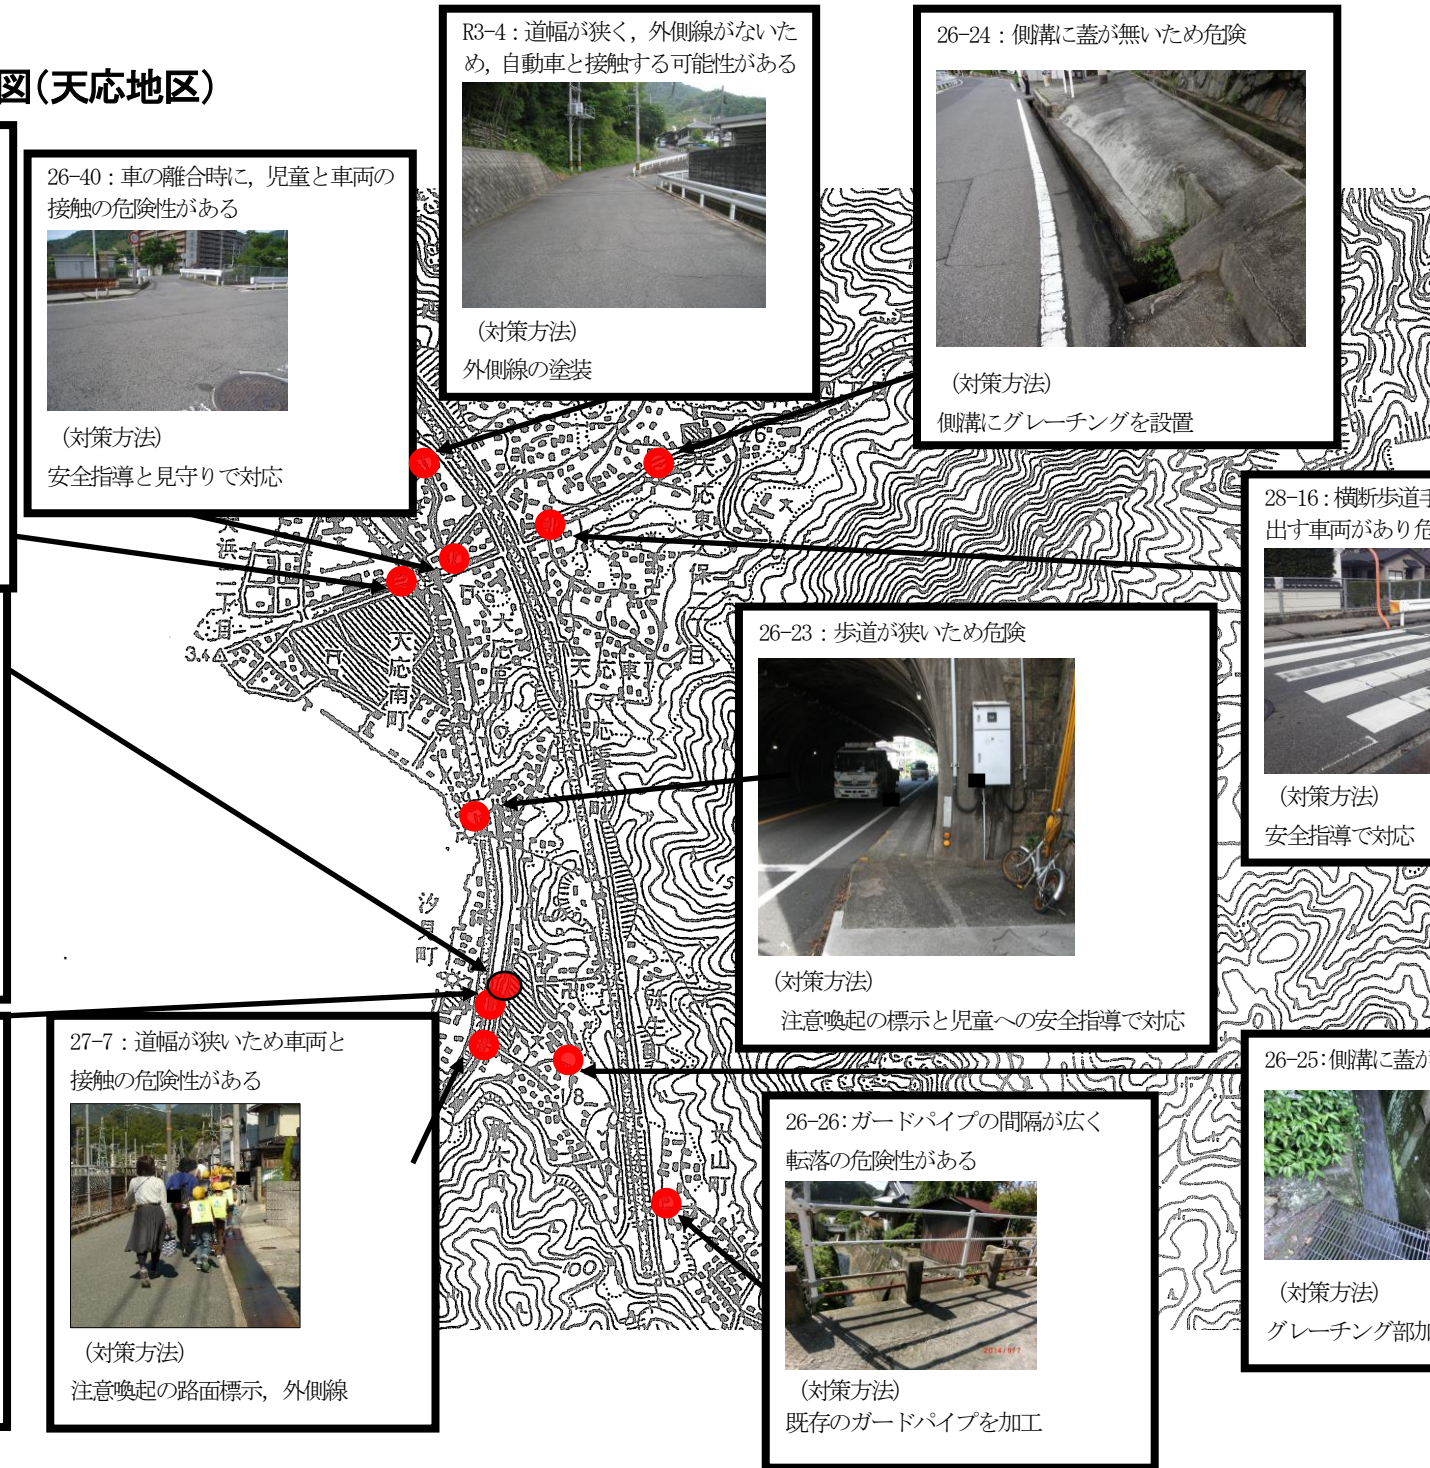 図(天応地区)
R3-4：道幅が狭く，外側線がないた
め，自動車と接触する可能性がある
(対策方法)
外側線の塗装
26-24：側溝に蓋が無いため危険
(対策方法)
側溝にグレーチングを設置
26-40：車の離合時に，児童と車両の
接触の危険性がある
(対策方法)
安全指導と見守りで対応
28-16：横断歩道手
出す車両があり危
(対策方法)
安全指導で対応
26-23：歩道が狭いため危険
(対策方法)
注意喚起の標示と児童への安全指導で対応
27-7：道幅が狭いため車両と
接触の危険性がある
(対策方法)
注意喚起の路面標示，外側線
26-26：ガードパイプの間隔が広く
転落の危険性がある
2014/9/7
(対策方法)
既存のガードパイプを加工
26-25：側溝に蓋が
(対策方法)
グレーチング部加
天応南町
汐見町
3.4
26
18
100